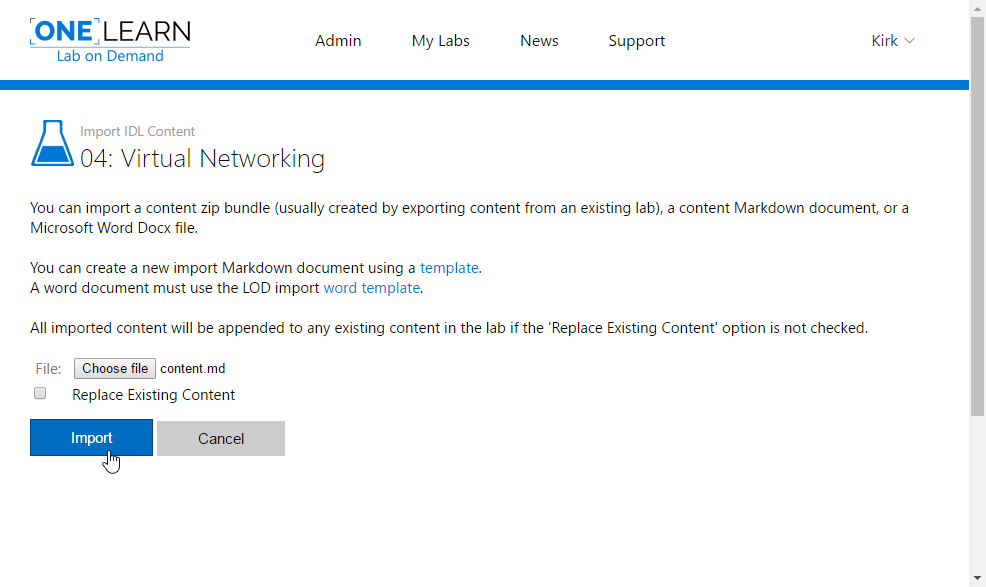 ONE LEARN
Lab on Demand
Admin My Labs News Support Kirk
Import IDL Content
04: Virtual Networking
You can import a content zip bundle (usually created by exporting content from an existing lab), a content Markdown document, or a
Microsoft Word Docx file.
You can create a new import Markdown document using a template.
A word document must use the LOD import word template.
All imported content will be appended to any existing content in the lab if the 'Replace Existing Content' option is not checked.
File: Choose file content.md
Replace Existing Content
Import Cancel